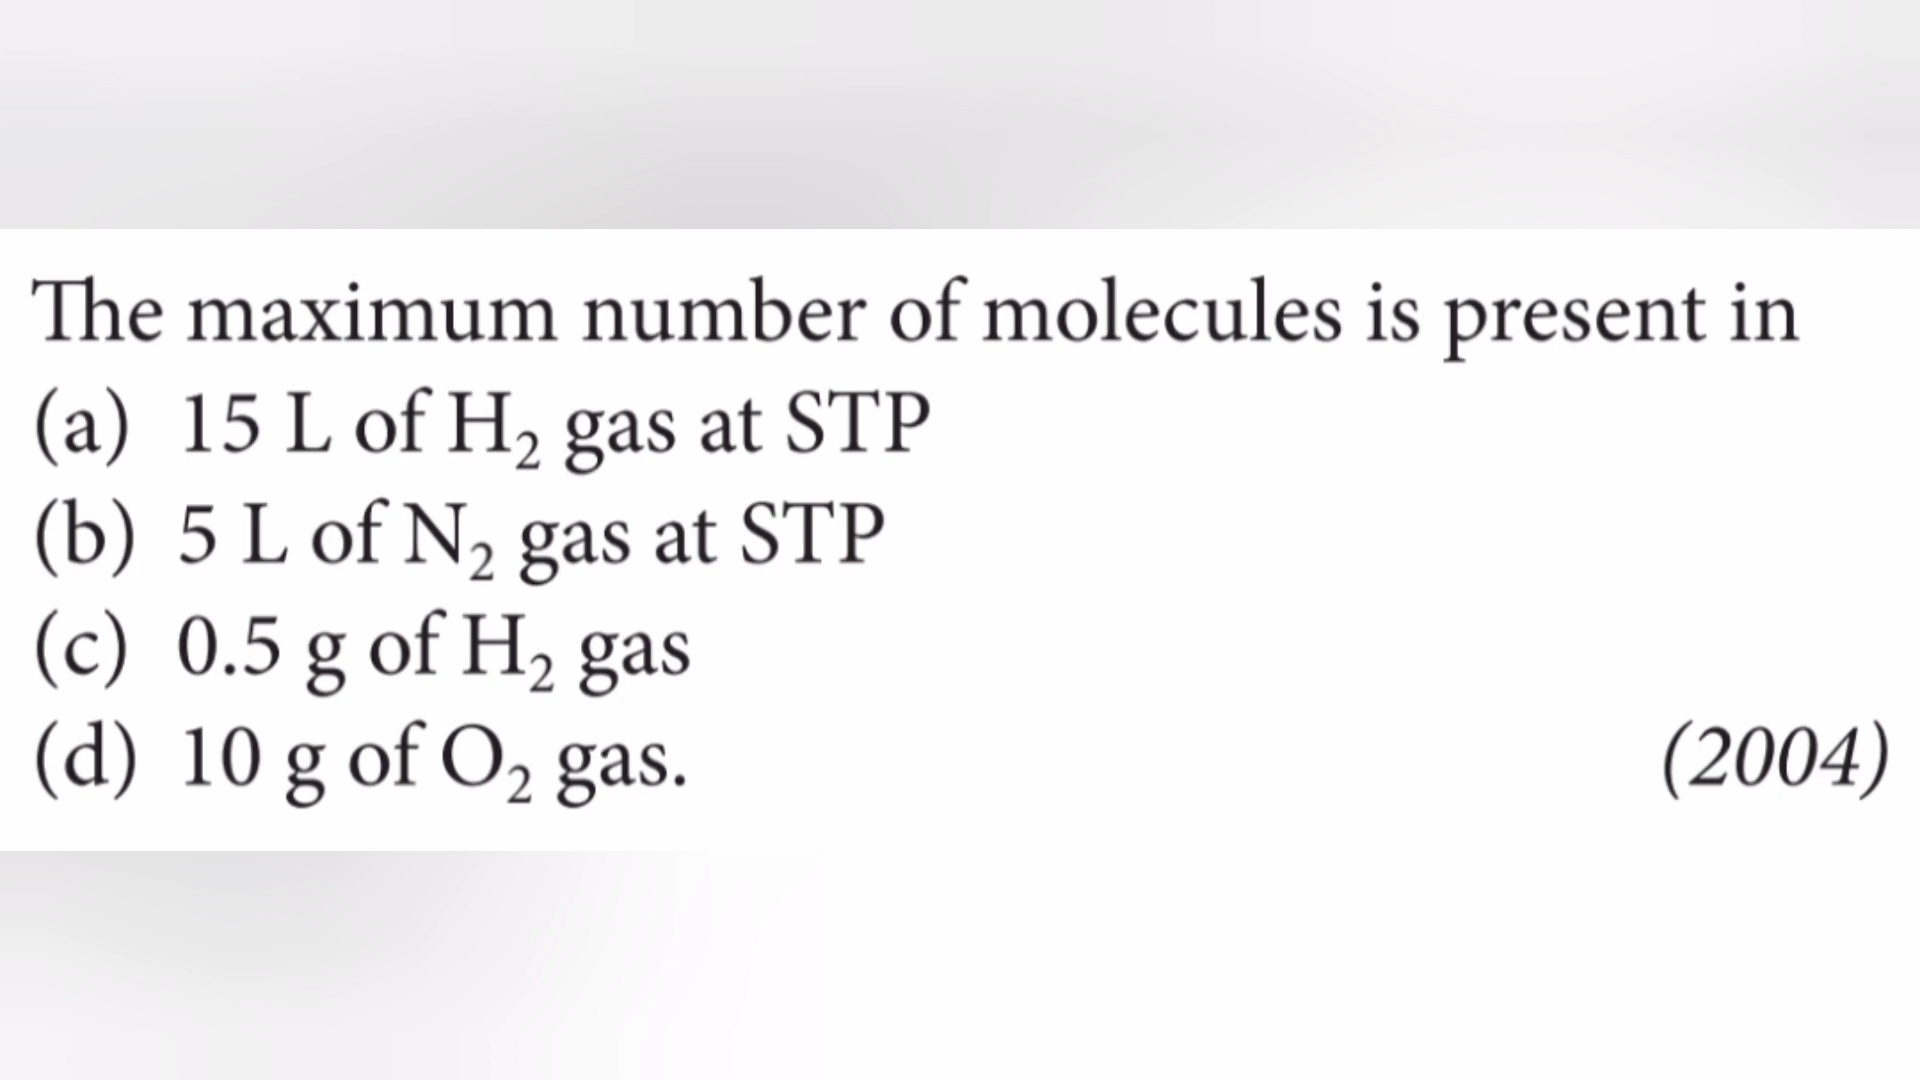 The maximum number of molecules is present in
(a) 15 L of H₂ gas at STP
(b) 5 L of N₂ gas at STP
(c) 0.5 g of H₂ gas
(d) 10 g of O₂ gas. (2004)